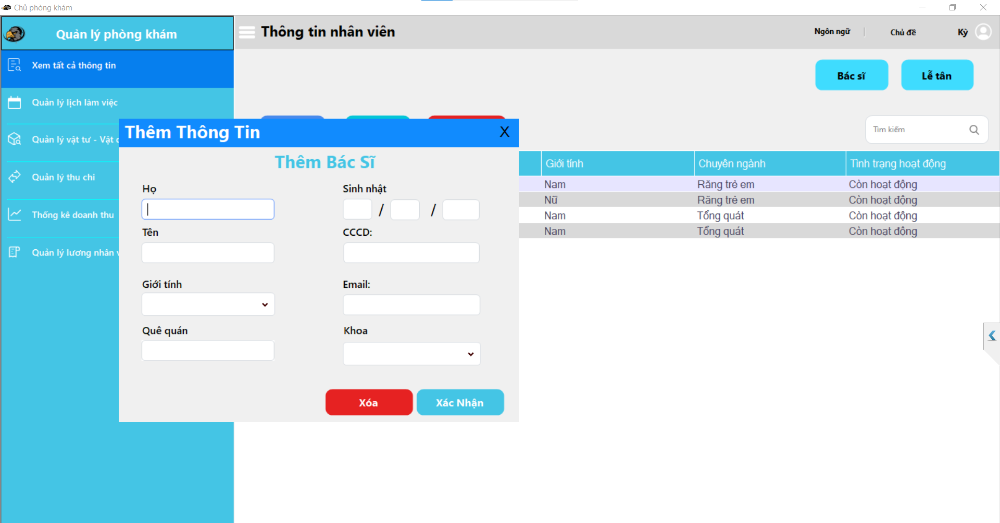 Chủ phòng khám
Quản lý phòng khám
Thông tin nhân viên
Ngôn ngữ
Chủ đề
Kỳ
Xem tất cả thông tin
Bác sĩ
Lễ tân
Quản lý lịch làm việc
Quản lý vật tư - Vật
Quản lý thu chi
Thống kê doanh thu
Quản lý lương nhân
Tìm kiếm
Thêm Thông Tin
X
Thêm Bác Sĩ
Họ
Sinh nhật
/ /
Tên
CCCD:
Giới tính
Email:
Quê quán
Khoa
Xóa
Xác Nhận
Giới tính Chuyên ngành Tình trạng hoạt động
Nam Răng trẻ em Còn hoạt động
Nữ Răng trẻ em Còn hoạt động
Nam Tổng quát Còn hoạt động
Nam Tổng quát Còn hoạt động